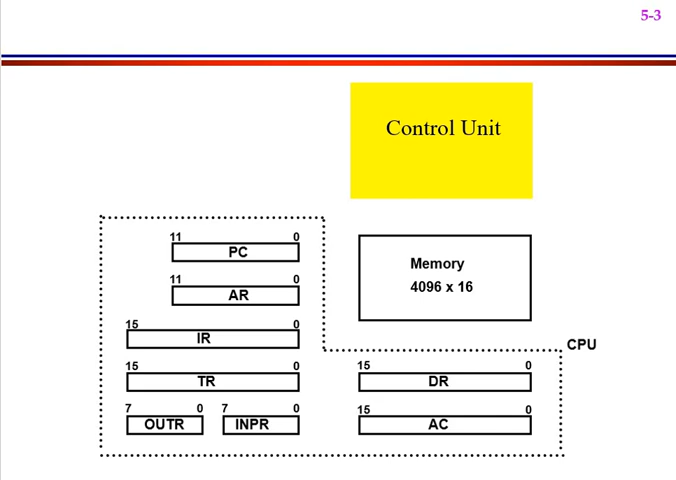 5-3
Control Unit
11 0
PC
Memory
4096 x 16
11 0
AR
15 0
IR
CPU
15 0
TR
15 0
DR
7 0
OUTR
7 0
INPR
15 0
AC